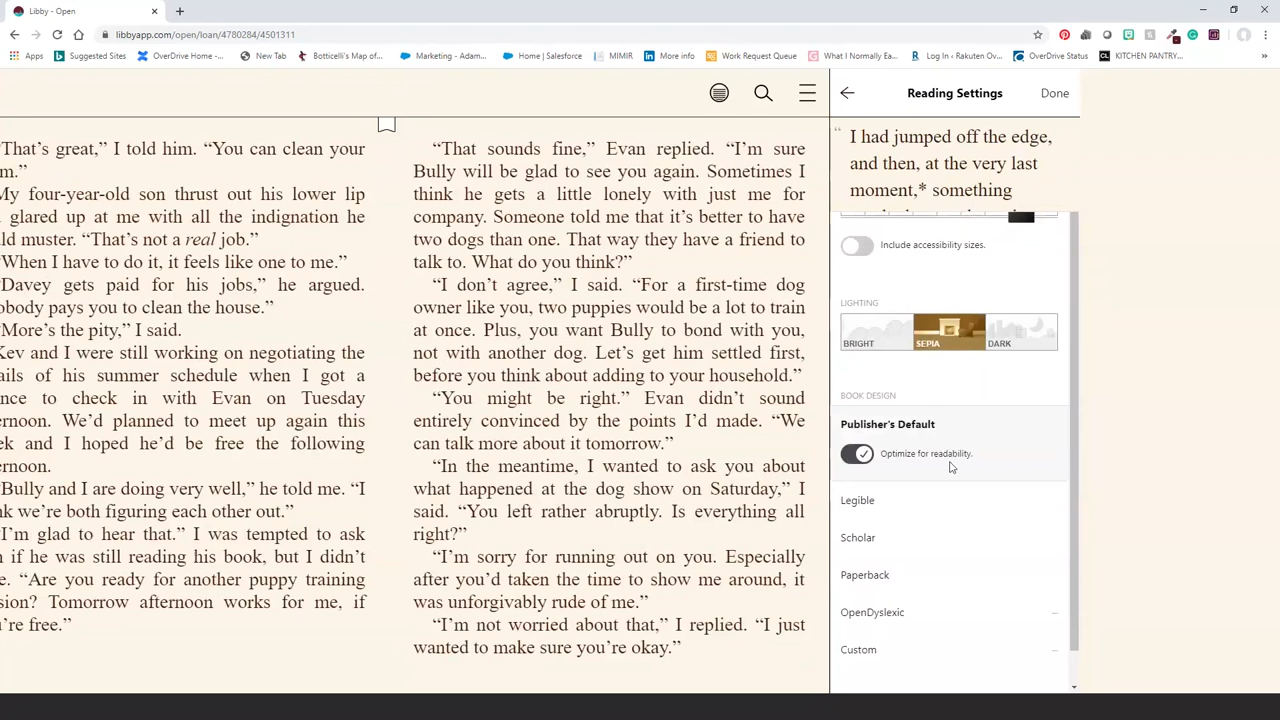 Libby - Open
libbyapp.com/open/loan/4780284/4501311
Apps
Suggested Sites
OverDrive Home -...
New Tab
Botticelli's Map of...
Marketing - Adam...
Home | Salesforce
MIMIR
More info
Work Request Queue
What I Normally Ea...
Log In ‹ Rakuten Ov...
OverDrive Status
KITCHEN PANTRY...
That's great,” I told him. “You can clean your
m.”
My four-year-old son thrust out his lower lip
glared up at me with all the indignation he
ld muster. “That's not a real job.”
“When I have to do it, it feels like one to me.”
“Davey gets paid for his jobs,” he argued.
obody pays you to clean the house.”
“More's the pity,” I said.
Kev and I were still working on negotiating the
ails of his summer schedule when I got a
nce to check in with Evan on Tuesday
ernoon. We'd planned to meet up again this
ek and I hoped he'd be free the following
ernoon.
“Bully and I are doing very well,” he told me. “I
nk we're both figuring each other out.”
“I'm glad to hear that.” I was tempted to ask
if he was still reading his book, but I didn't
e. “Are you ready for another puppy training
sion? Tomorrow afternoon works for me, if
u're free.”
“That sounds fine,” Evan replied. “I'm sure
Bully will be glad to see you again. Sometimes I
think he gets a little lonely with just me for
company. Someone told me that it's better to have
two dogs than one. That way they have a friend to
talk to. What do you think?”
“I don't agree,” I said. “For a first-time dog
owner like you, two puppies would be a lot to train
at once. Plus, you want Bully to bond with you,
not with another dog. Let's get him settled first,
before you think about adding to your household.”
“You might be right.” Evan didn't sound
entirely convinced by the points I'd made. “We
can talk more about it tomorrow.”
“In the meantime, I wanted to ask you about
what happened at the dog show on Saturday,” I
said. “You left rather abruptly. Is everything all
right?”
“I'm sorry for running out on you. Especially
after you'd taken the time to show me around, it
was unforgivably rude of me.”
“I'm not worried about that,” I replied. “I just
wanted to make sure you're okay.”
Reading Settings
Done
“ I had jumped off the edge,
and then, at the very last
moment,* something
Include accessibility sizes.
LIGHTING
BRIGHT
SEPIA
DARK
BOOK DESIGN
Publisher's Default
Optimize for readability.
Legible
Scholar
Paperback
OpenDyslexic
Custom